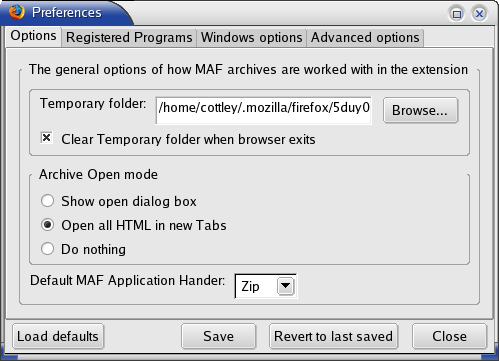 Preferences
Options Registered Programs Windows options Advanced options
The general options of how MAF archives are worked with in the extension
Temporary folder: /home/cottley/.mozilla/firefox/5duy0 Browse...
Clear Temporary folder when browser exits
Archive Open mode
Show open dialog box
Open all HTML in new Tabs
Do nothing
Default MAF Application Hander: Zip
Load defaults Save Revert to last saved Close